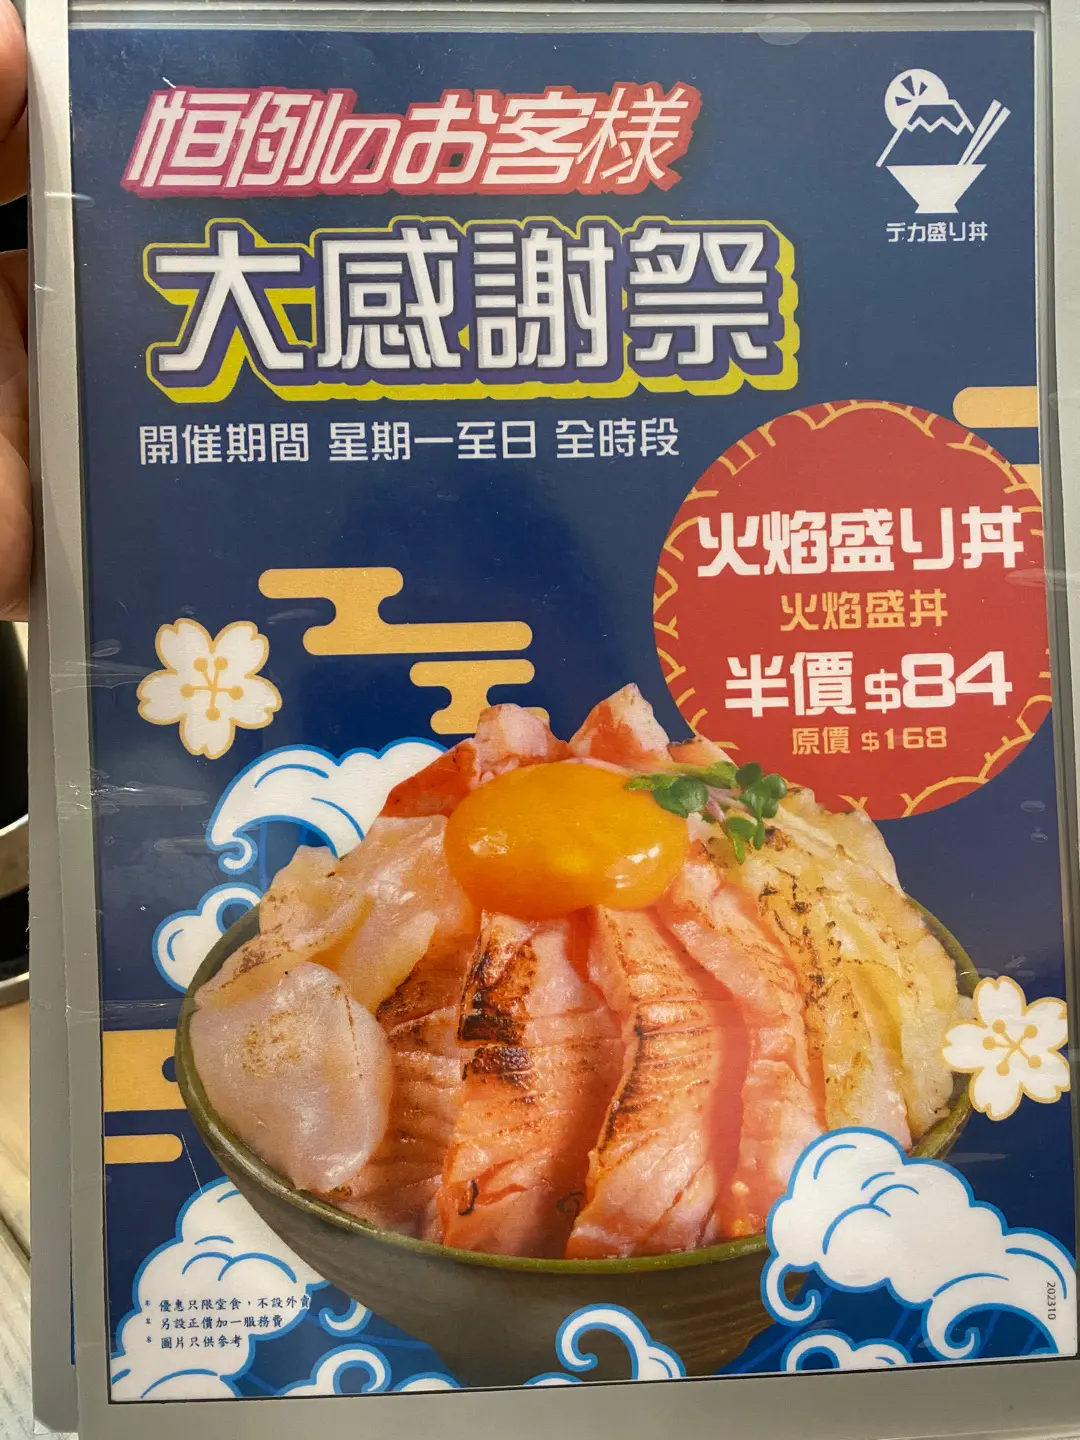 恒例のお客様
デカ盛り丼
大感謝祭
開催期間 星期一至日 全時段
火焰盛り丼
火焰盛丼
半價 $84
原價 $168
* 優惠只限堂食，不設外賣
* 另設正價加一服務費
* 圖片只供參考
202310